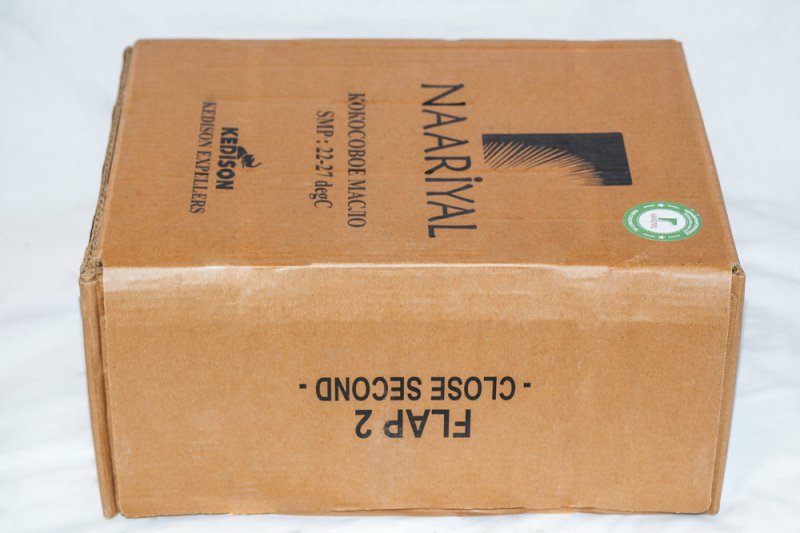 NAARIYAL
КОКОСОВОЕ МАСЛО
SMP : 22-27 degC
KEDISON
KEDISON EXPELLERS
FLAP 2
- CLOSE SECOND -